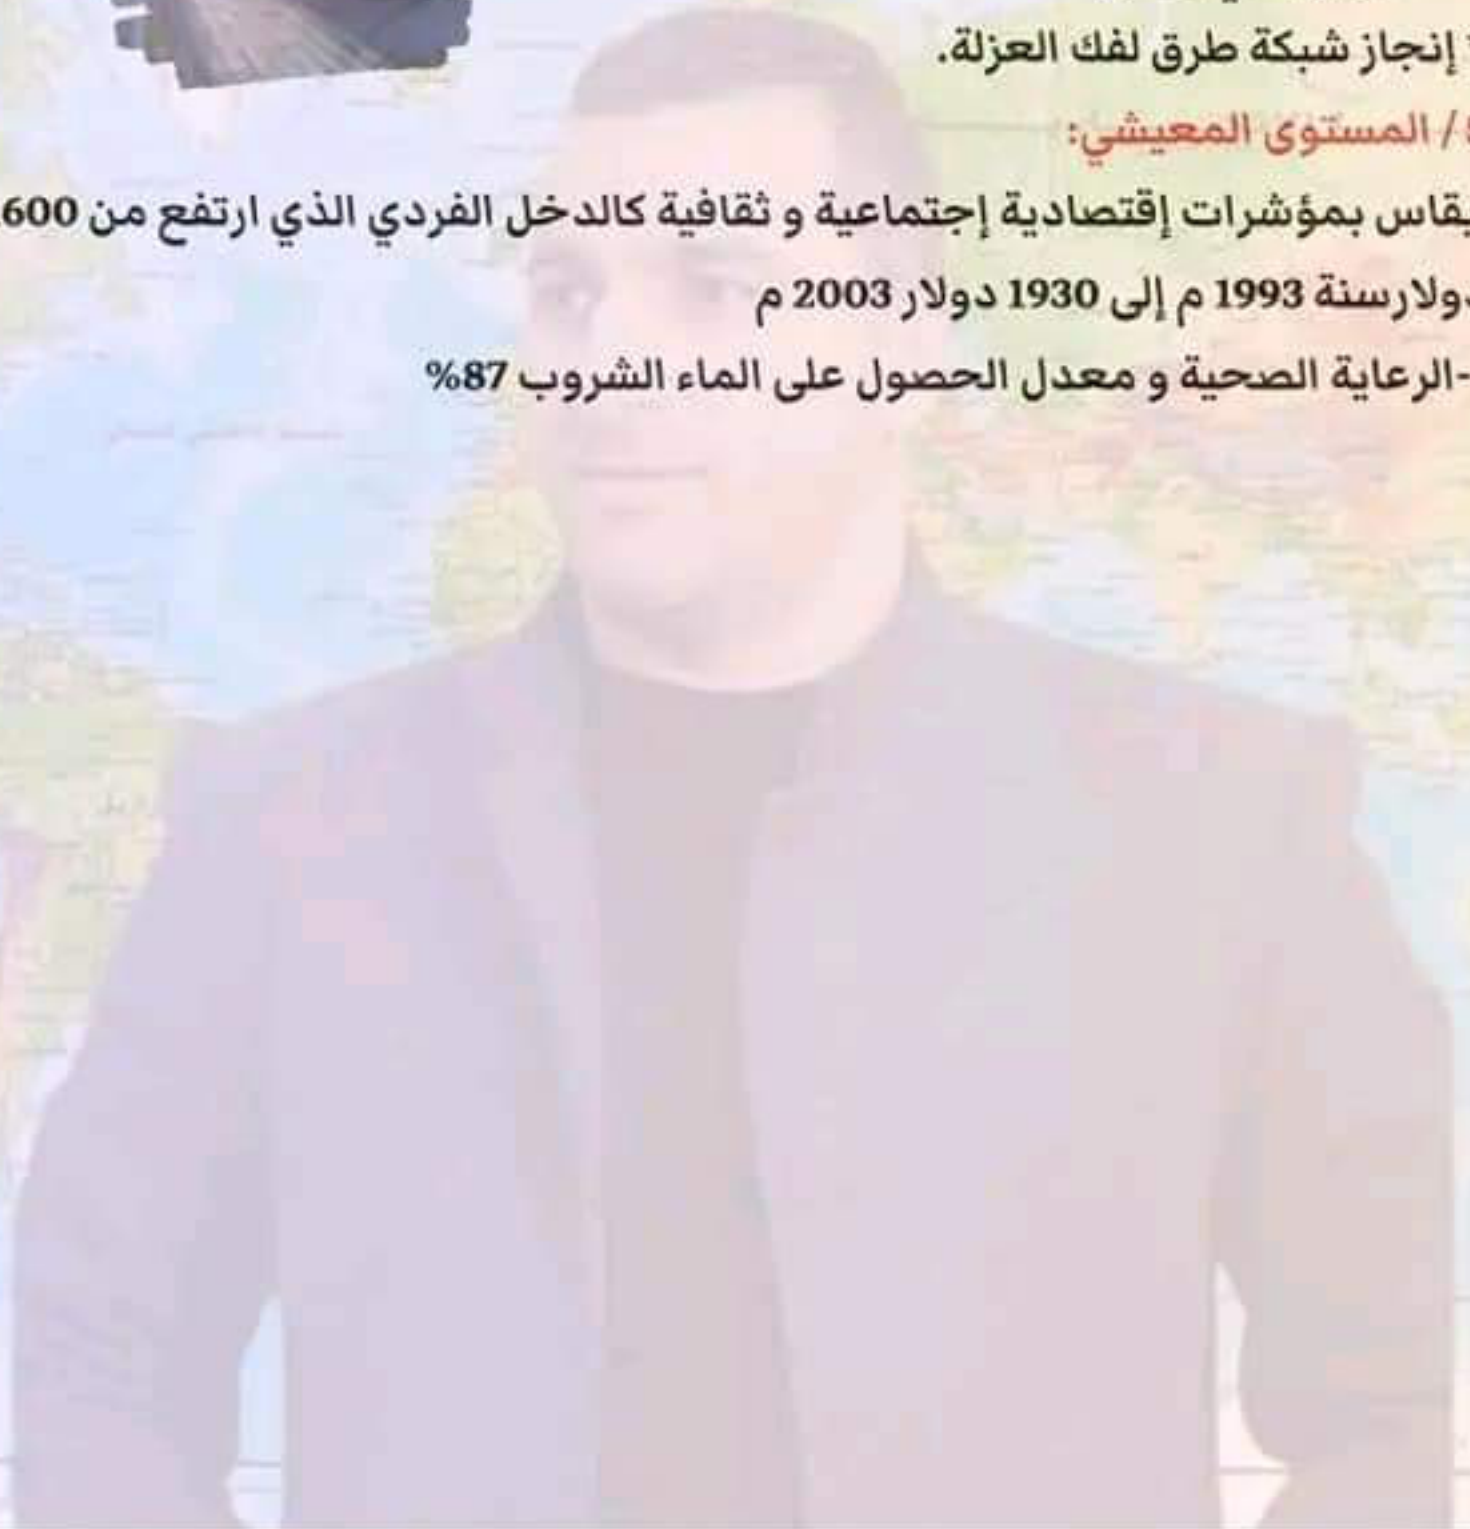 إنجاز شبكة طرق لفك العزلة.
/ المستوى المعيشي:
يقاس بمؤشرات إقتصادية إجتماعية و ثقافية كالدخل الفردي الذي ارتفع من 600
دولارسنة 1993 م إلى 1930 دولار 2003 م
-الرعاية الصحية و معدل الحصول على الماء الشروب 87%